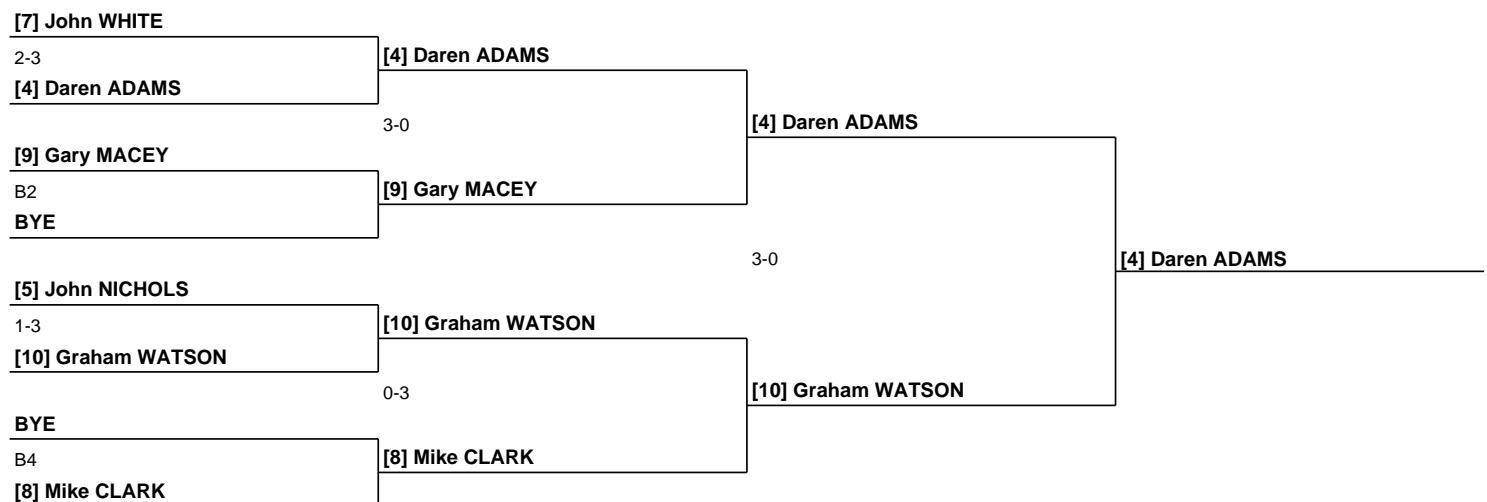 [7] John WHITE
2-3
[4] Daren ADAMS
[4] Daren ADAMS
3-0
[4] Daren ADAMS
[9] Gary MACEY
B2
[9] Gary MACEY
BYE
3-0
[4] Daren ADAMS
[5] John NICHOLS
1-3
[10] Graham WATSON
[10] Graham WATSON
0-3
[10] Graham WATSON
BYE
B4
[8] Mike CLARK
[8] Mike CLARK